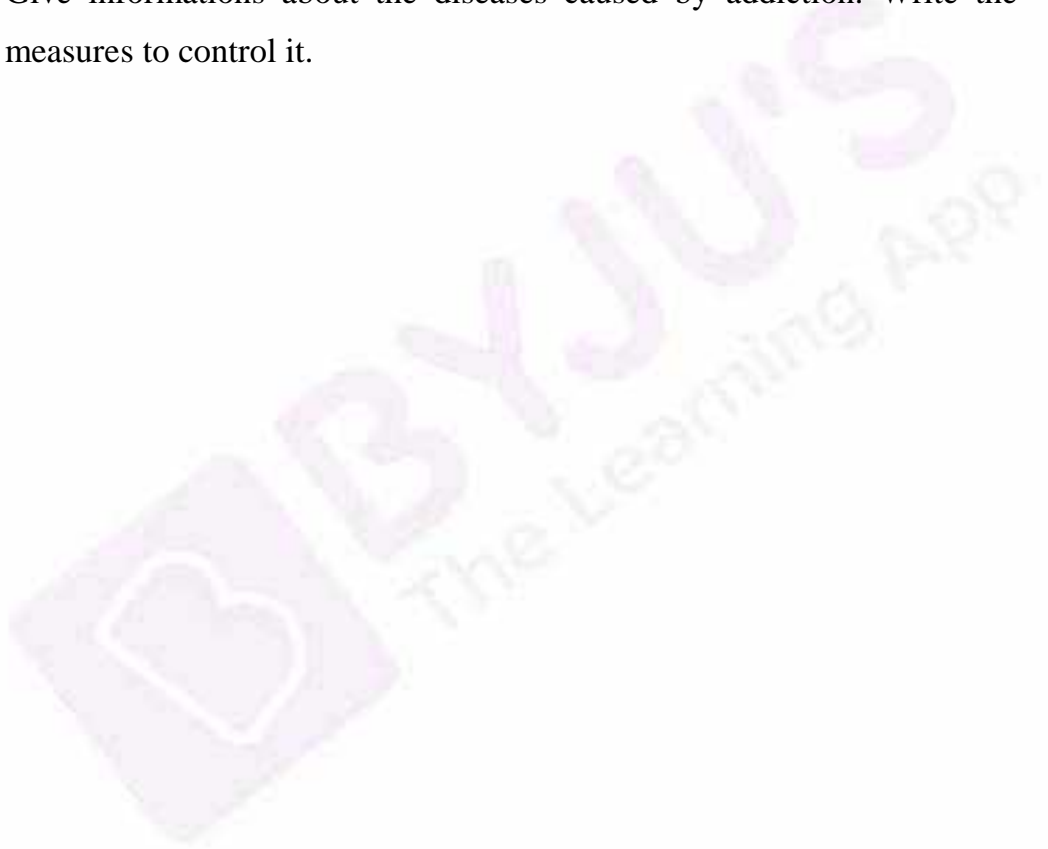 Give informations about the diseases caused by addiction. Write the
measures to control it.
BYJU'S
The Learning App